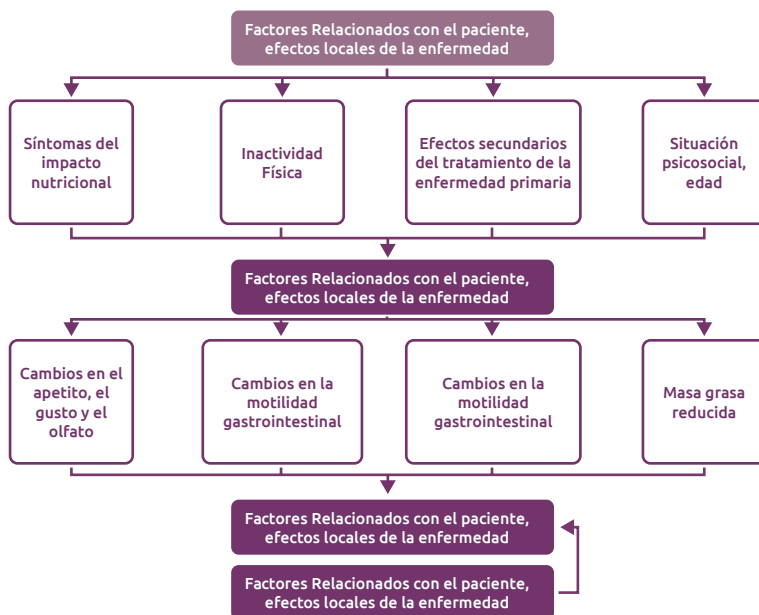 Factores Relacionados con el paciente,
efectos locales de la enfermedad
Síntomas del
impacto
nutricional
Inactividad
Física
Efectos secundarios
del tratamiento de la
enfermedad primaria
Situación
psicosocial,
edad
Factores Relacionados con el paciente,
efectos locales de la enfermedad
Cambios en el
apetito, el
gusto y el
olfato
Cambios en la
motilidad
gastrointestinal
Cambios en la
motilidad
gastrointestinal
Masa grasa
reducida
Factores Relacionados con el paciente,
efectos locales de la enfermedad
Factores Relacionados con el paciente,
efectos locales de la enfermedad